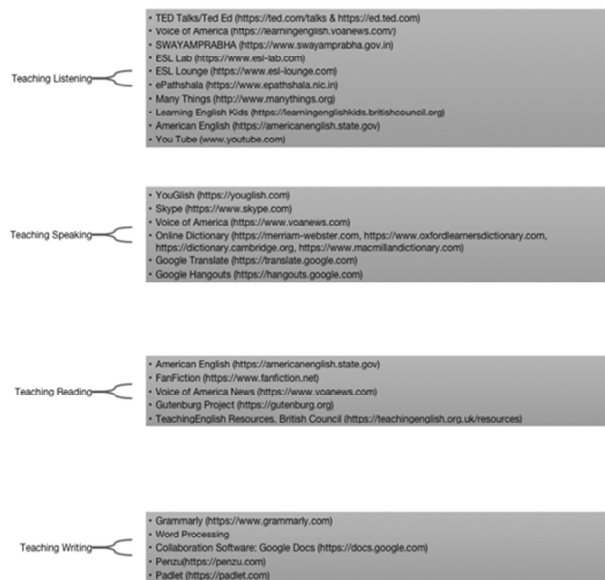 Teaching Listening
• TED Talks/Ted Ed (https://ted.com/talks & https://ed.ted.com)
• Voice of America (https://learningenglish.voanews.com/)
• SWAYAMPRABHA (https://www.swayamprabha.gov.in)
• ESL Lab (https://www.esl-lab.com)
• ESL Lounge (https://www.esl-lounge.com)
• ePathshala (https://www.epathshala.nic.in)
• Many Things (http://www.manythings.org)
• Learning English Kids (https://learningenglishkids.britishcouncil.org)
• American English (https://americanenglish.state.gov)
• You Tube (www.youtube.com)
Teaching Speaking
• YouGlish (https://youglish.com)
• Skype (https://www.skype.com)
• Voice of America (https://www.voanews.com)
• Online Dictionary (https://merriam-webster.com, https://www.oxfordlearnersdictionary.com,
https://dictionary.cambridge.org, https://www.macmillandictionary.com)
• Google Translate (https://translate.google.com)
• Google Hangouts (https://hangouts.google.com)
Teaching Reading
• American English (https://americanenglish.state.gov)
• FanFiction (https://www.fanfiction.net)
• Voice of America News (https://www.voanews.com)
• Gutenburg Project (https://gutenburg.org)
• TeachingEnglish Resources, British Council (https://teachingenglish.org.uk/resources)
Teaching Writing
• Grammarly (https://www.grammarly.com)
• Word Processing
• Collaboration Software: Google Docs (https://docs.google.com)
• Penzu(https://penzu.com)
• Padlet (https://padlet.com)